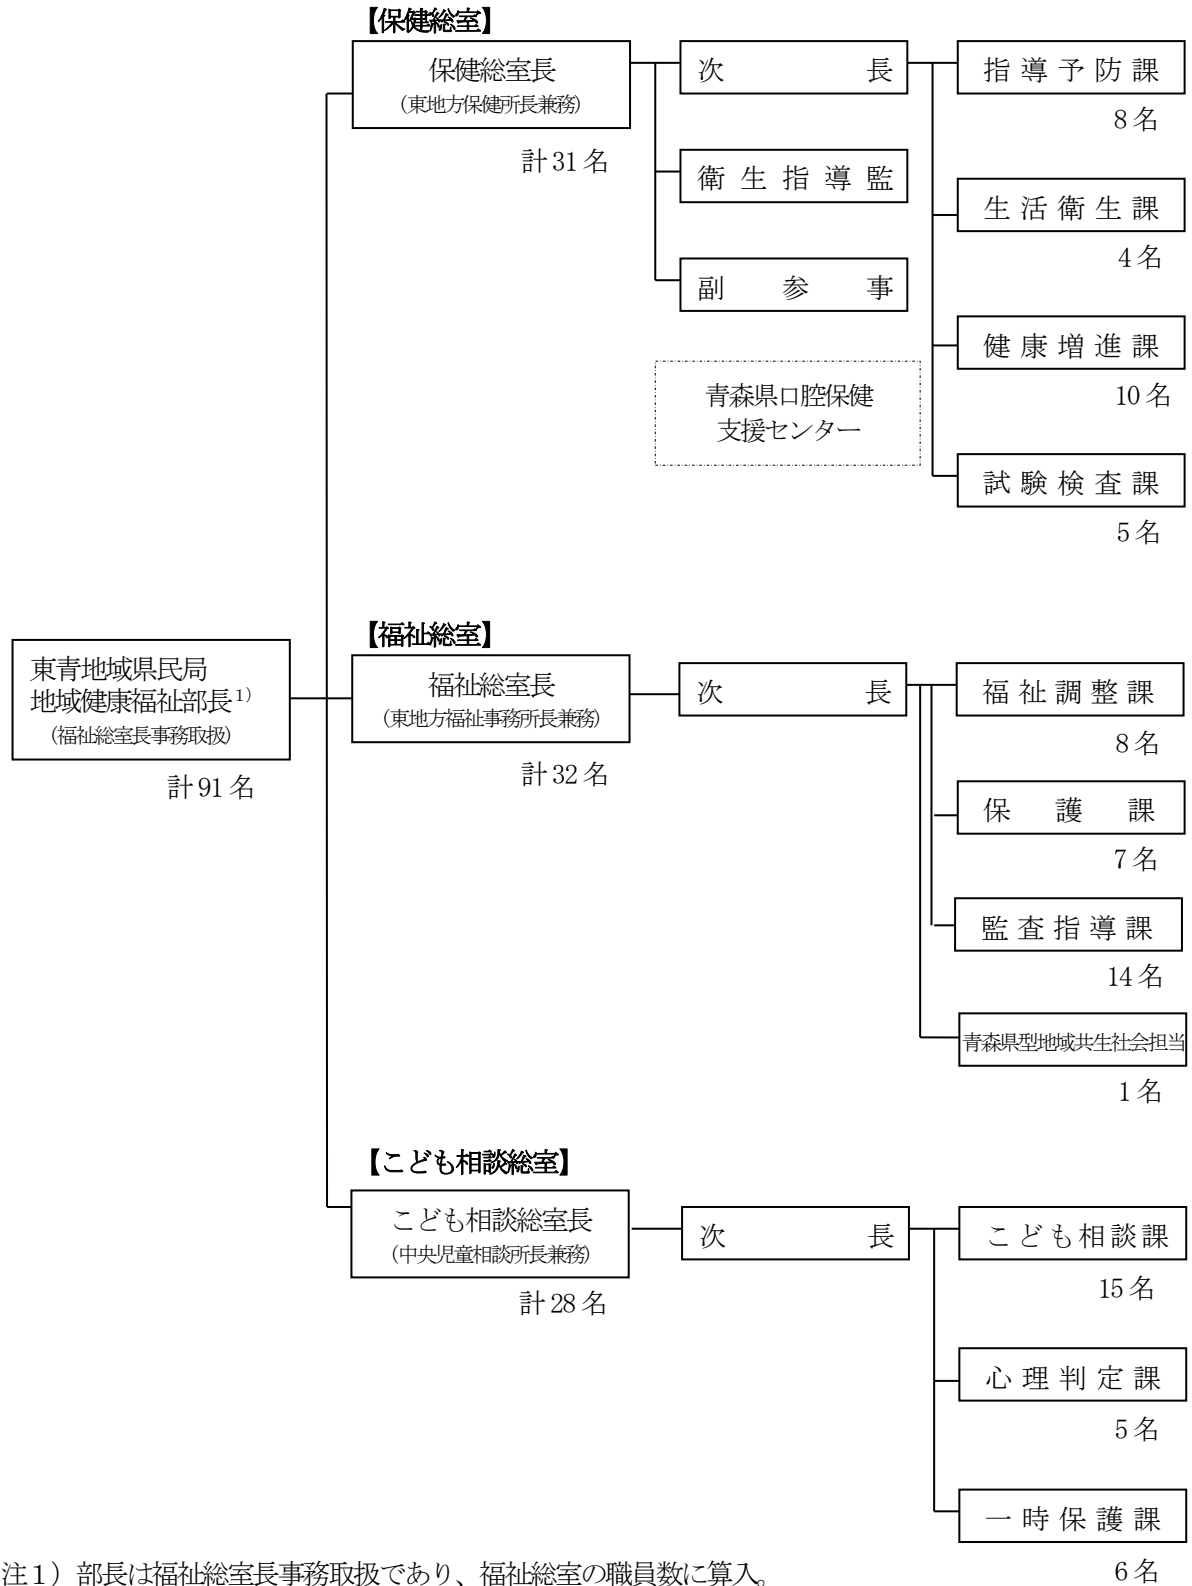 【保健総室】
保健総室長
（東地方保健所長兼務）
計31名
次長
衛生指導監
副参事
青森県口腔保健
支援センター
指導予防課
8名
生活衛生課
4名
健康増進課
10名
試験検査課
5名
東青地域県民局
地域健康福祉部長1）
（福祉総室長事務取扱）
計91名
【福祉総室】
福祉総室長
（東地方福祉事務所長兼務）
計32名
次長
福祉調整課
8名
保護課
7名
監査指導課
14名
青森県型地域共生社会担当
1名
【こども相談総室】
こども相談総室長
（中央児童相談所長兼務）
計28名
次長
こども相談課
15名
心理判定課
5名
一時保護課
6名
注1）部長は福祉総室長事務取扱であり、福祉総室の職員数に算入。